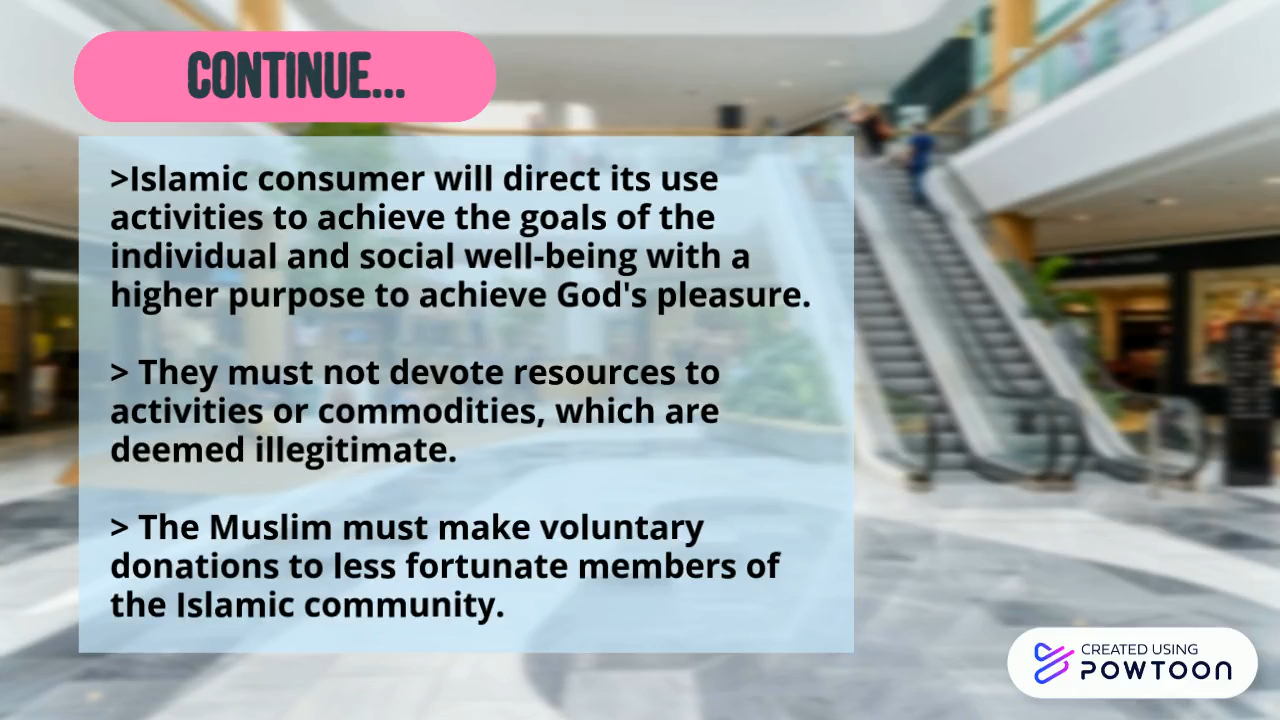 CONTINUE...
>Islamic consumer will direct its use
activities to achieve the goals of the
individual and social well-being with a
higher purpose to achieve God's pleasure.
> They must not devote resources to
activities or commodities, which are
deemed illegitimate.
> The Muslim must make voluntary
donations to less fortunate members of
the Islamic community.
CREATED USING
POWTOON